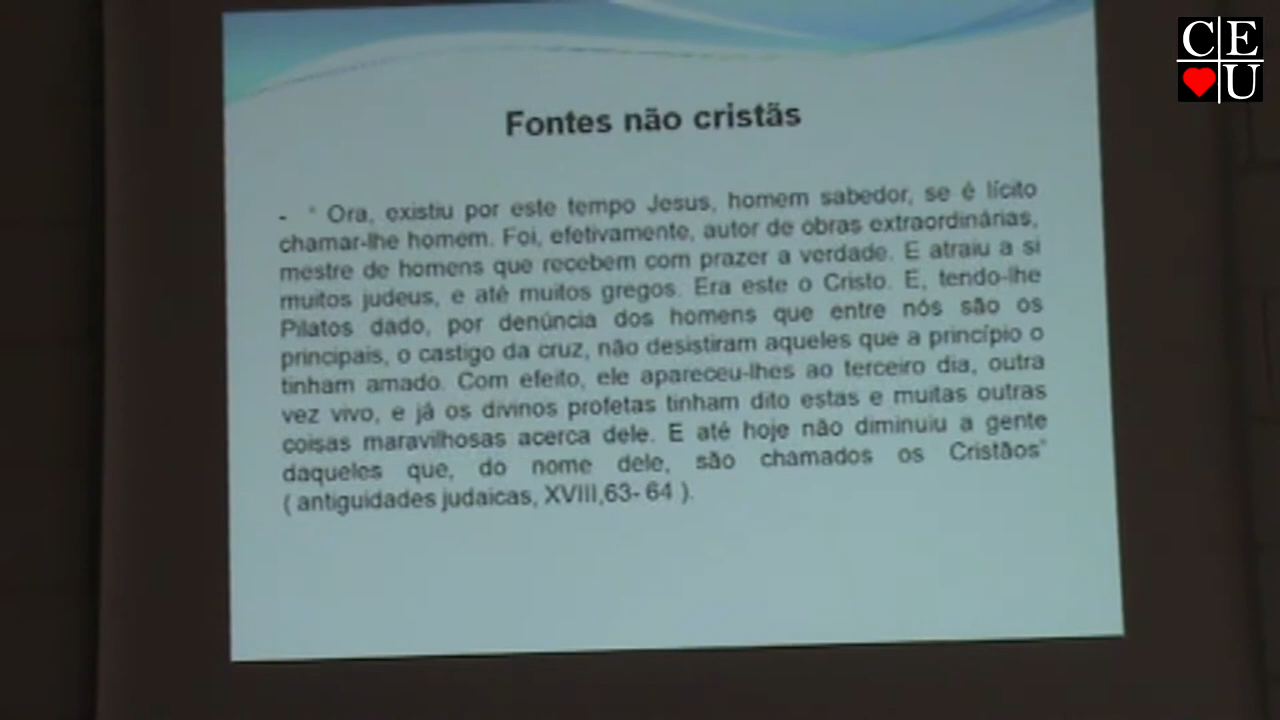 CE
U
Fontes não cristãs
- " Ora, existiu por este tempo Jesus, homem sabedor, se é lícito
chamar-lhe homem. Foi, efetivamente, autor de obras extraordinárias,
mestre de homens que recebem com prazer a verdade. E atraiu a si
muitos judeus, e até muitos gregos. Era este o Cristo. E, tendo-lhe
Pilatos dado, por denúncia dos homens que entre nós são os
principais, o castigo da cruz, não desistiram aqueles que a princípio o
tinham amado. Com efeito, ele apareceu-lhes ao terceiro dia, outra
vez vivo, e já os divinos profetas tinham dito estas e muitas outras
coisas maravilhosas acerca dele. E até hoje não diminuiu a gente
daqueles que, do nome dele, são chamados os Cristãos"
( antiguidades judaicas, XVIII,63- 64 ).